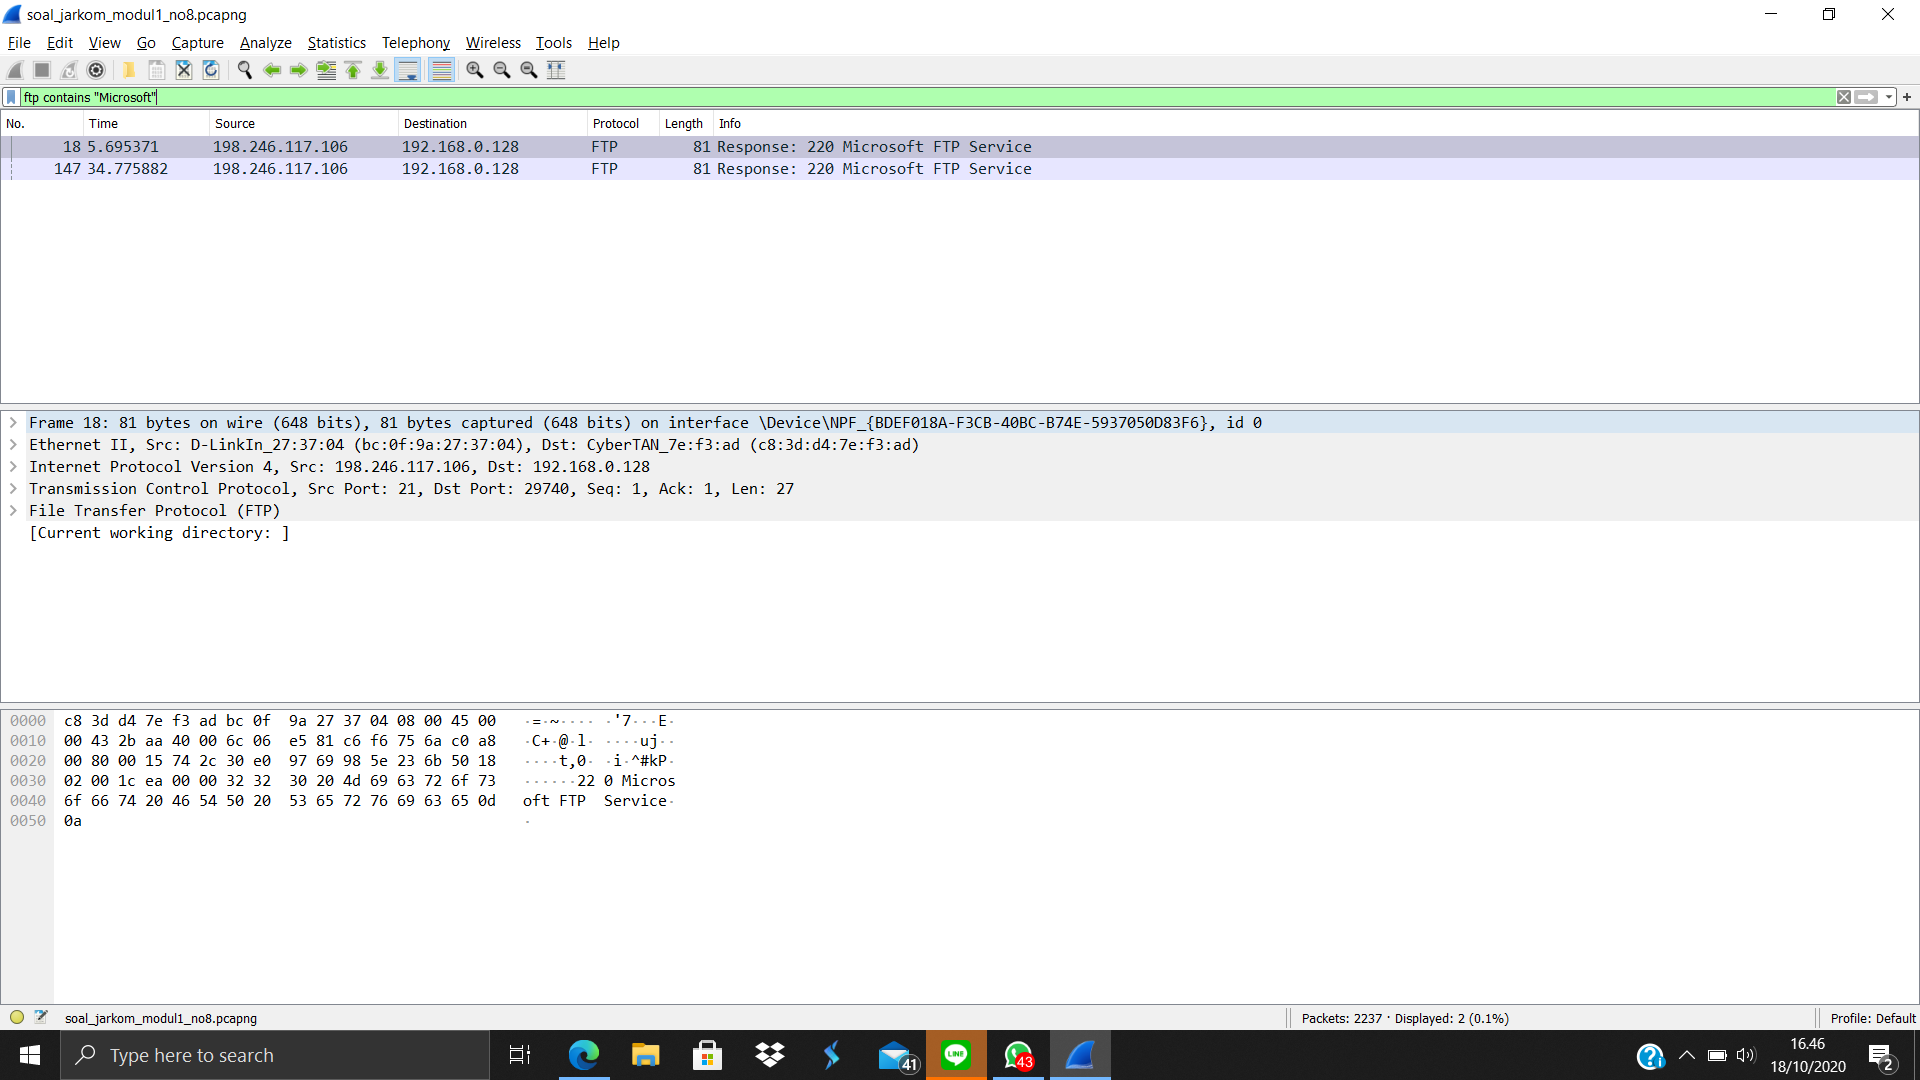 soal_jarkom_modul1_no8.pcapng
File Edit View Go Capture Analyze Statistics Telephony Wireless Tools Help
ftp contains "Microsoft"
No. Time Source Destination Protocol Length Info
18 5.695371 198.246.117.106 192.168.0.128 FTP 81 Response: 220 Microsoft FTP Service
147 34.775882 198.246.117.106 192.168.0.128 FTP 81 Response: 220 Microsoft FTP Service
Frame 18: 81 bytes on wire (648 bits), 81 bytes captured (648 bits) on interface \Device\NPF_{BDEF018A-F3CB-40BC-B74E-5937050D83F6}, id 0
Ethernet II, Src: D-LinkIn_27:37:04 (bc:0f:9a:27:37:04), Dst: CyberTAN_7e:f3:ad (c8:3d:d4:7e:f3:ad)
Internet Protocol Version 4, Src: 198.246.117.106, Dst: 192.168.0.128
Transmission Control Protocol, Src Port: 21, Dst Port: 29740, Seq: 1, Ack: 1, Len: 27
File Transfer Protocol (FTP)
[Current working directory: ]
0000 c8 3d d4 7e f3 ad bc 0f 9a 27 37 04 08 00 45 00 ·=·~···· ·'7···E·
0010 00 43 2b aa 40 00 6c 06 e5 81 c6 f6 75 6a c0 a8 ·C+·@·l· ····uj··
0020 00 80 00 15 74 2c 30 e0 97 69 98 5e 23 6b 50 18 ····t,0· ·i·^#kP·
0030 02 00 1c ea 00 00 32 32 30 20 4d 69 63 72 6f 73 ······22 0 Micros
0040 6f 66 74 20 46 54 50 20 53 65 72 76 69 63 65 0d oft FTP Service·
0050 0a ·
soal_jarkom_modul1_no8.pcapng
Packets: 2237 · Displayed: 2 (0.1%)
Profile: Default
Type here to search
41
LINE
43
16.46
18/10/2020
2